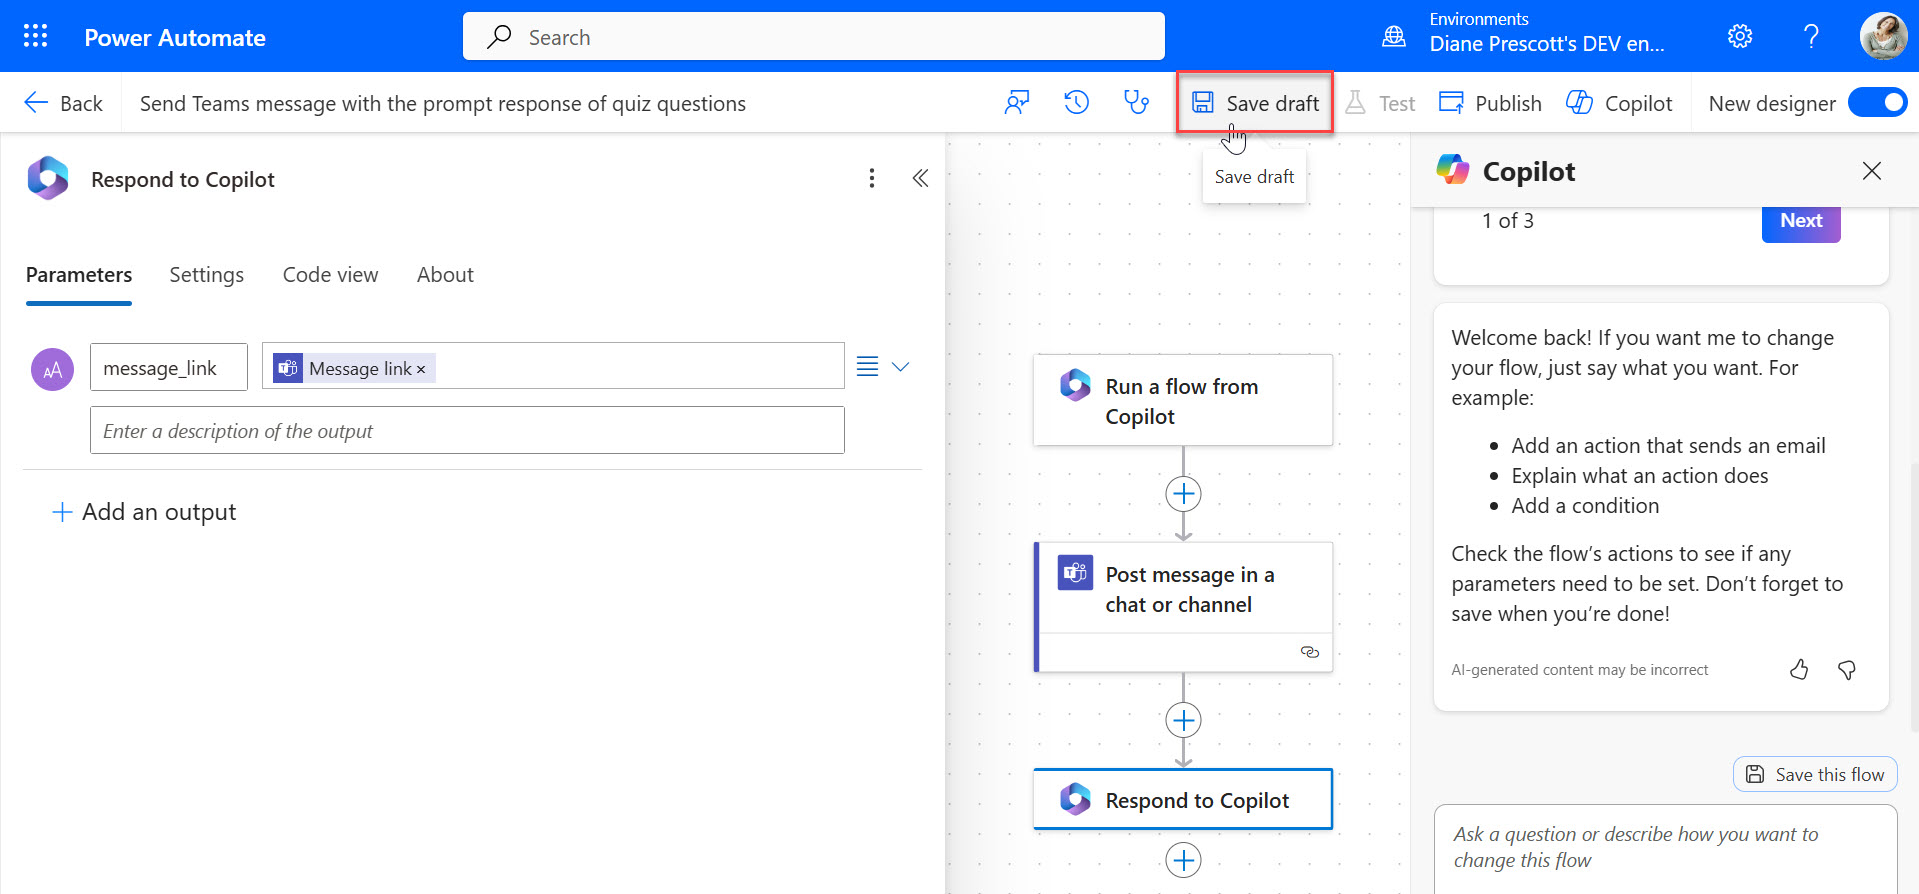 Power Automate
Search
Environments
Diane Prescott's DEV en...
?
Back
Send Teams message with the prompt response of quiz questions
Save draft
Test
Publish
Copilot
New designer
Save draft
Respond to Copilot
Parameters
Settings
Code view
About
AA
message_link
Message link ×
Enter a description of the output
+ Add an output
Run a flow from
Copilot
Post message in a
chat or channel
Respond to Copilot
Copilot
1 of 3
Next
Welcome back! If you want me to change
your flow, just say what you want. For
example:
• Add an action that sends an email
• Explain what an action does
• Add a condition
Check the flow’s actions to see if any
parameters need to be set. Don’t forget to
save when you’re done!
AI-generated content may be incorrect
Save this flow
Ask a question or describe how you want to
change this flow